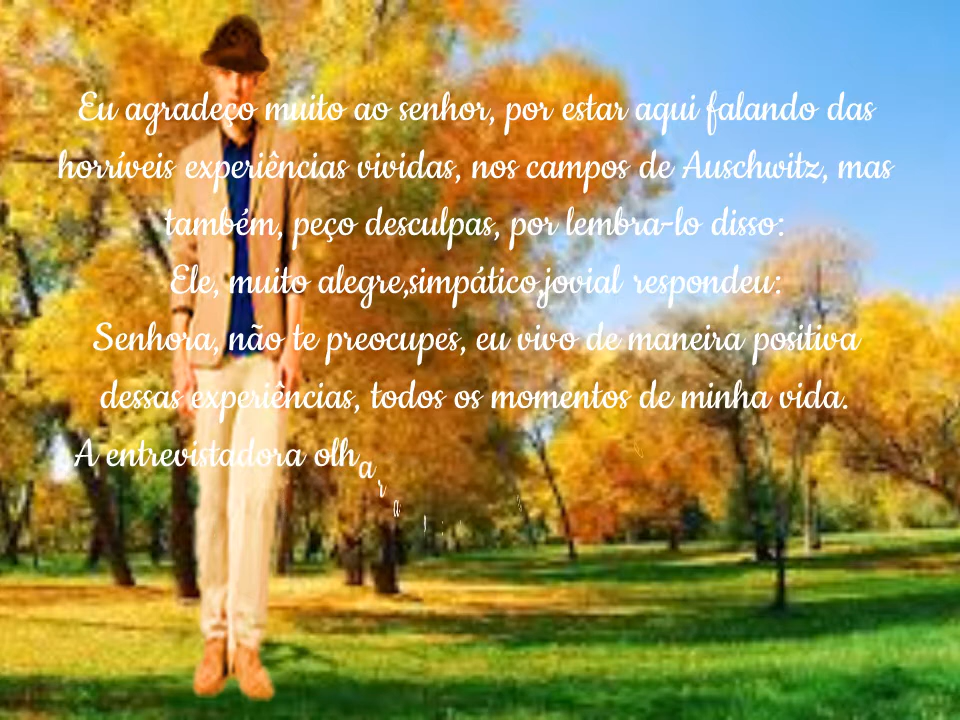 Eu agradeço muito ao senhor, por estar aqui falando das
horríveis experiências vividas, nos campos de Auschwitz, mas
também, peço desculpas, por lembra-lo disso:
Ele, muito alegre,simpático,jovial respondeu:
Senhora, não te preocupes, eu vivo de maneira positiva
dessas experiências, todos os momentos de minha vida.
A entrevistadora olhara